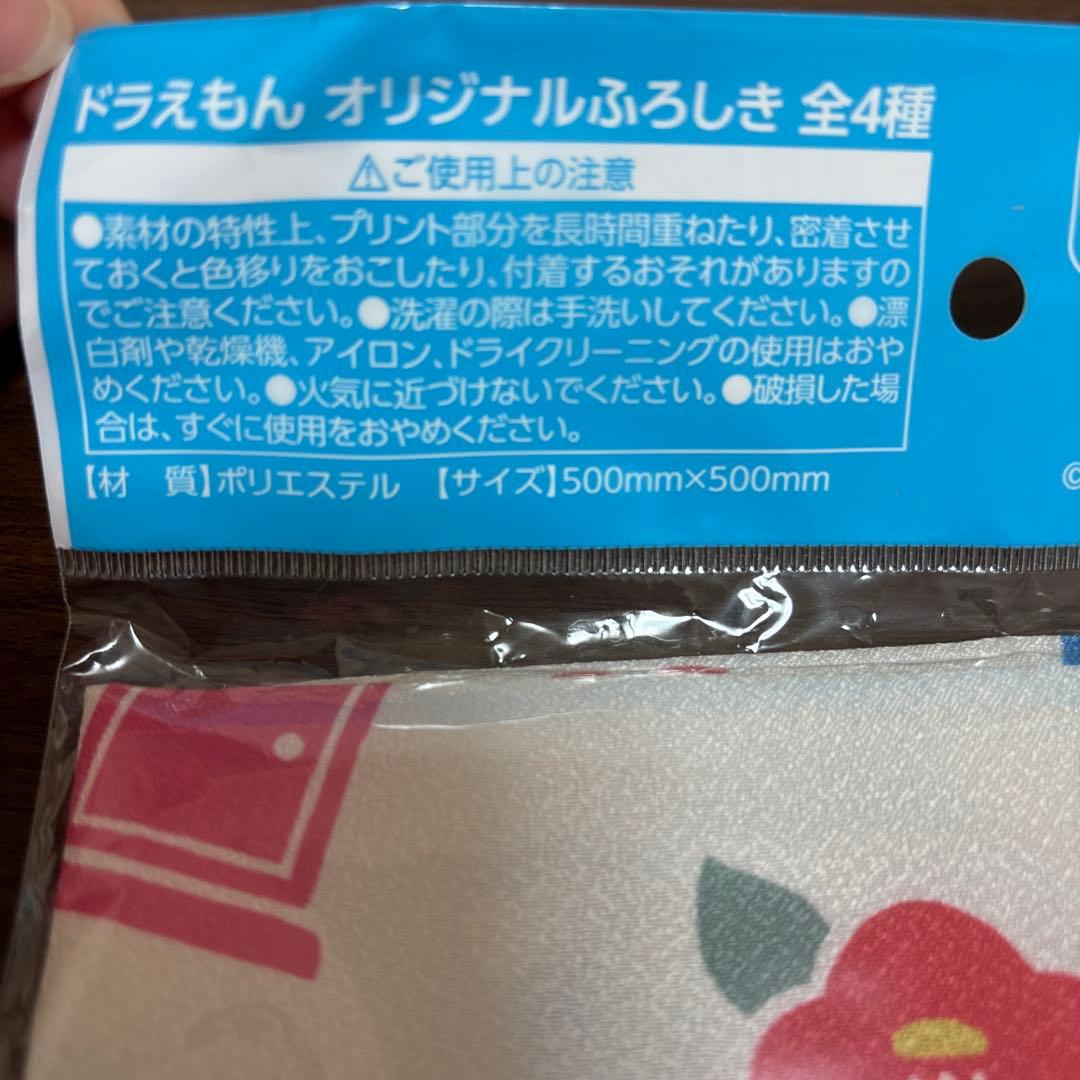 ドラえもん オリジナルふろしき 全4種
⚠ご使用上の注意
●素材の特性上、プリント部分を長時間重ねたり、密着させ
ておくと色移りをおこしたり、付着するおそれがありますの
でご注意ください。●洗濯の際は手洗いしてください。●漂
白剤や乾燥機、アイロン、ドライクリーニングの使用はおや
めください。●火気に近づけないでください。●破損した場
合は、すぐに使用をおやめください。
【材　質】ポリエステル　【サイズ】500mm×500mm
©